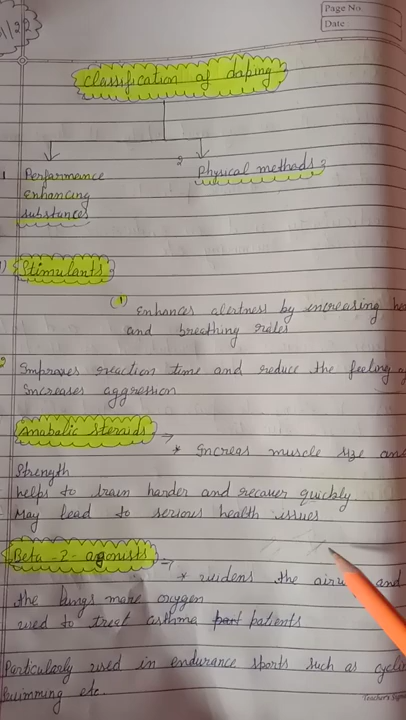 Page No.
Date
Classification of doping
1 Performance
enhancing
substances
2 Physical methods :
1) Stimulants
① Enhances alertness by increasing
and breathing rates
2 Improves reaction time and reduce the feeling
Increases aggression
Anabolic Steroids →
* Increas muscle size and
Strength
helps to train harder and recover quickly
May lead to serious health issues
Beta-2-agonists →
* widens the and
the lungs more oxygen
used to treat asthma patients
Particularly used in endurance sports such as
Swimming etc.